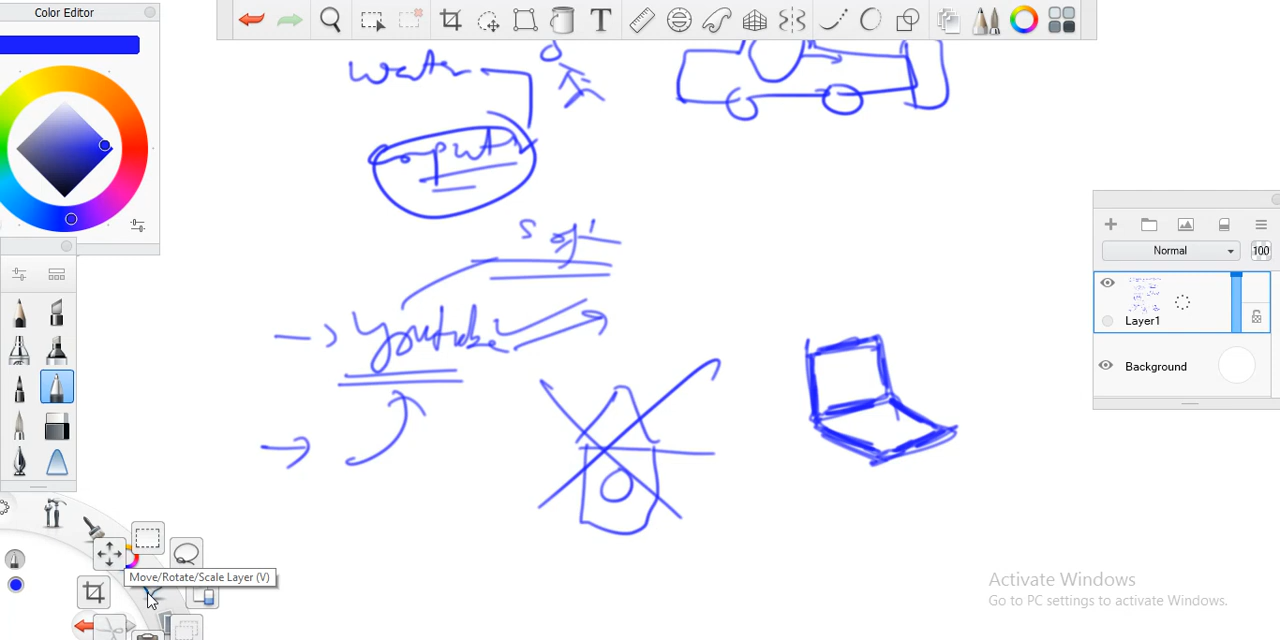 Color Editor
T
water
Normal
100
Layer1
Background
Youtube
Move/Rotate/Scale Layer (V)
Activate Windows
Go to PC settings to activate Windows.